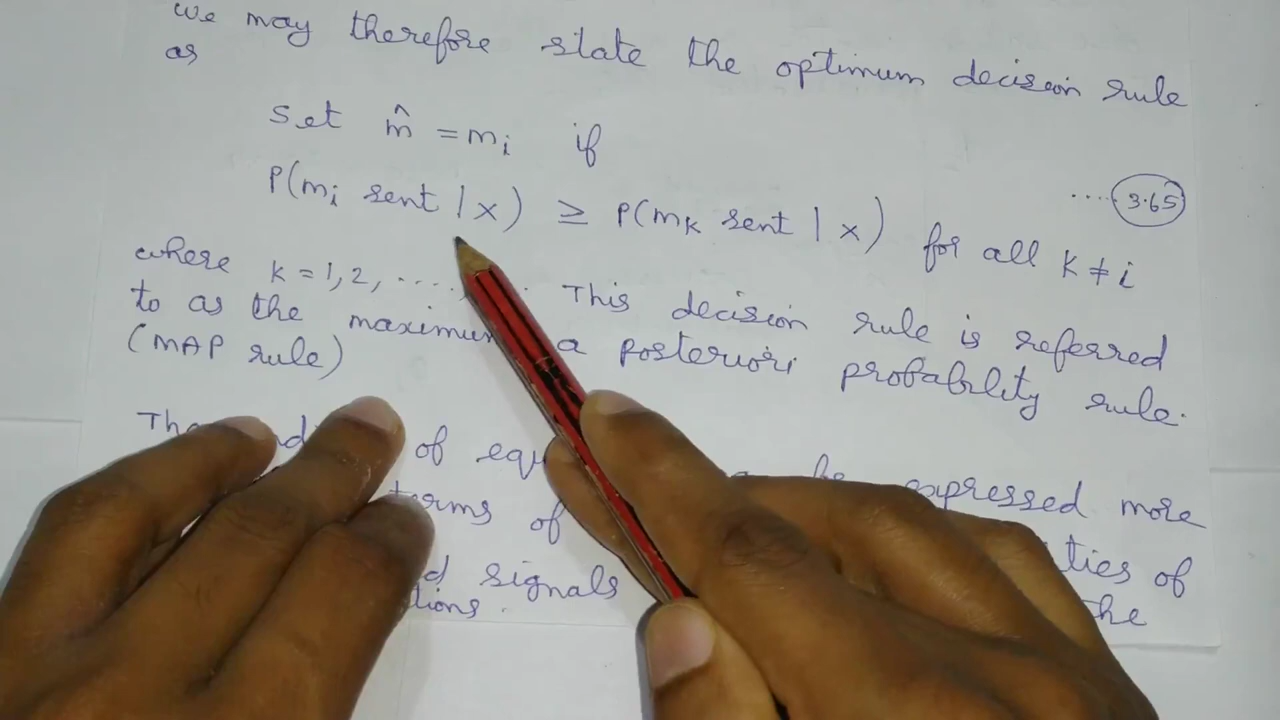 we may therefore state the optimum decision rule
as
Set m̂ = mᵢ if
P(mᵢ sent | x) ≥ P(mₖ sent | x) for all k ≠ i ....(3.65)
where k = 1, 2, .... This decision rule is referred
to as the a posteriori probability rule.
(MAP rule)
of expressed more
terms of of
signals the